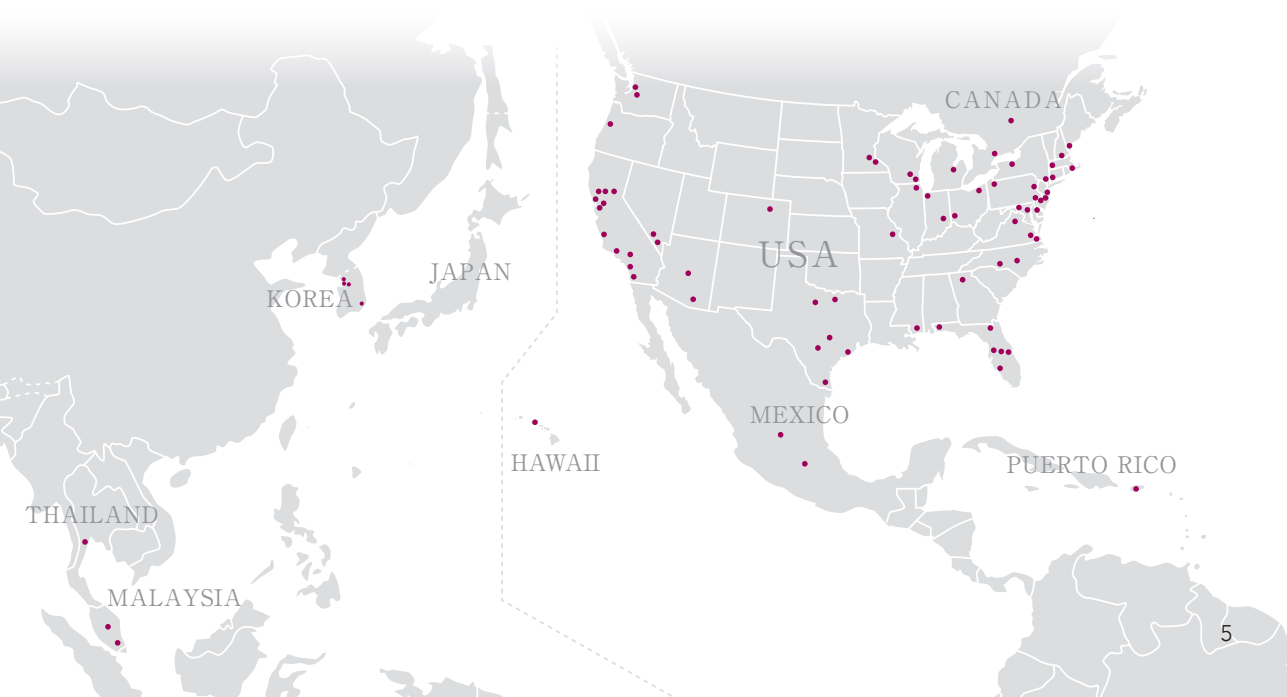 CANADA
USA
JAPAN
KOREA
MEXICO
HAWAII
PUERTO RICO
THAILAND
MALAYSIA
5